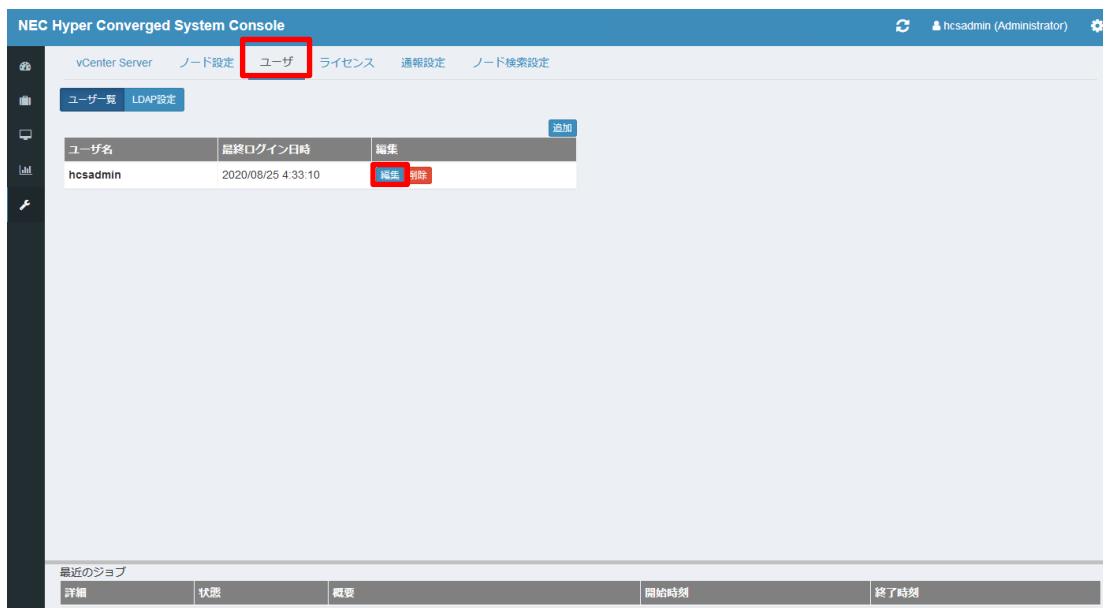 NEC Hyper Converged System Console hcsadmin (Administrator)
vCenter Server ノード設定 ユーザ ライセンス 通報設定 ノード検索設定
ユーザ一覧 LDAP設定
追加
ユーザ名 最終ログイン日時 編集
hcsadmin 2020/08/25 4:33:10 編集 削除
最近のジョブ
詳細 状態 概要 開始時刻 終了時刻